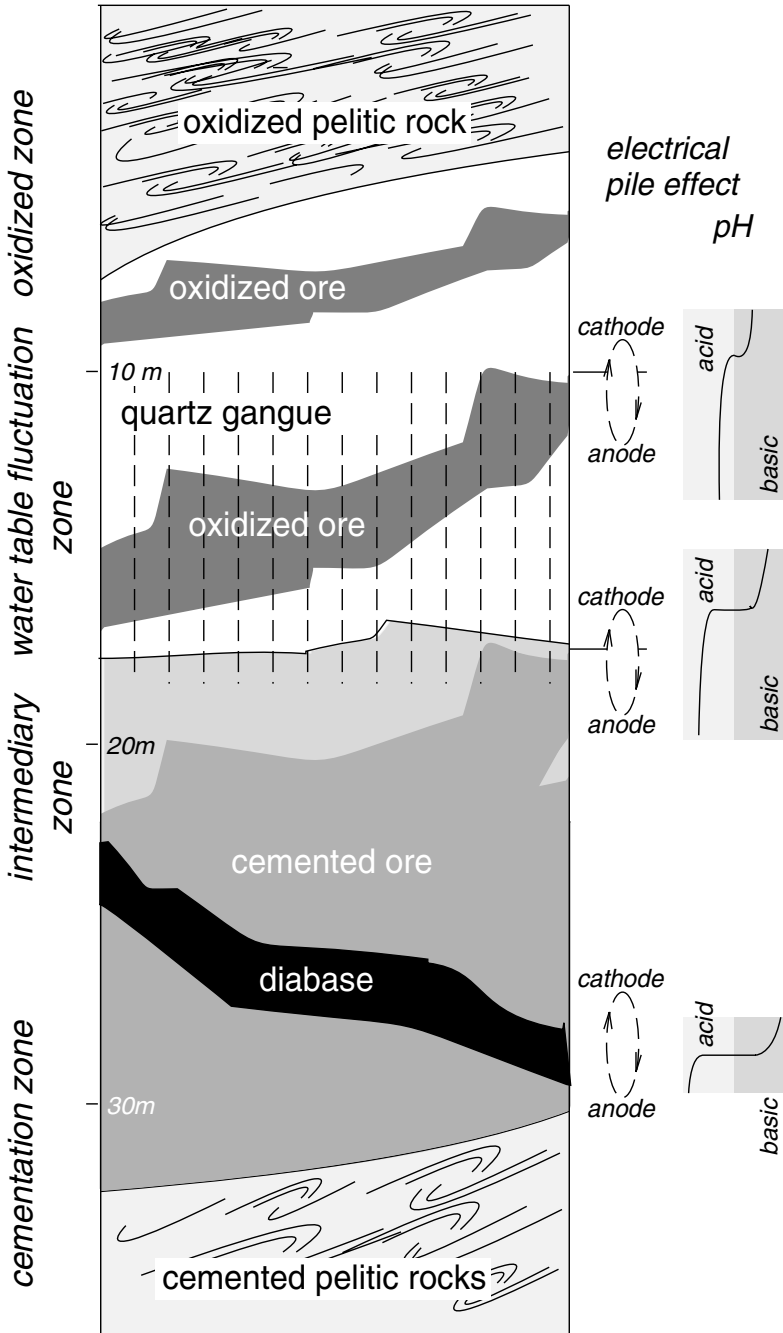 oxidized zone
water table fluctuation
zone
intermediary
zone
cementation zone
oxidized pelitic rock
oxidized ore
10 m
quartz gangue
oxidized ore
20m
cemented ore
diabase
30m
cemented pelitic rocks
electrical
pile effect
pH
cathode
anode
acid
basic
cathode
anode
acid
basic
cathode
anode
acid
basic